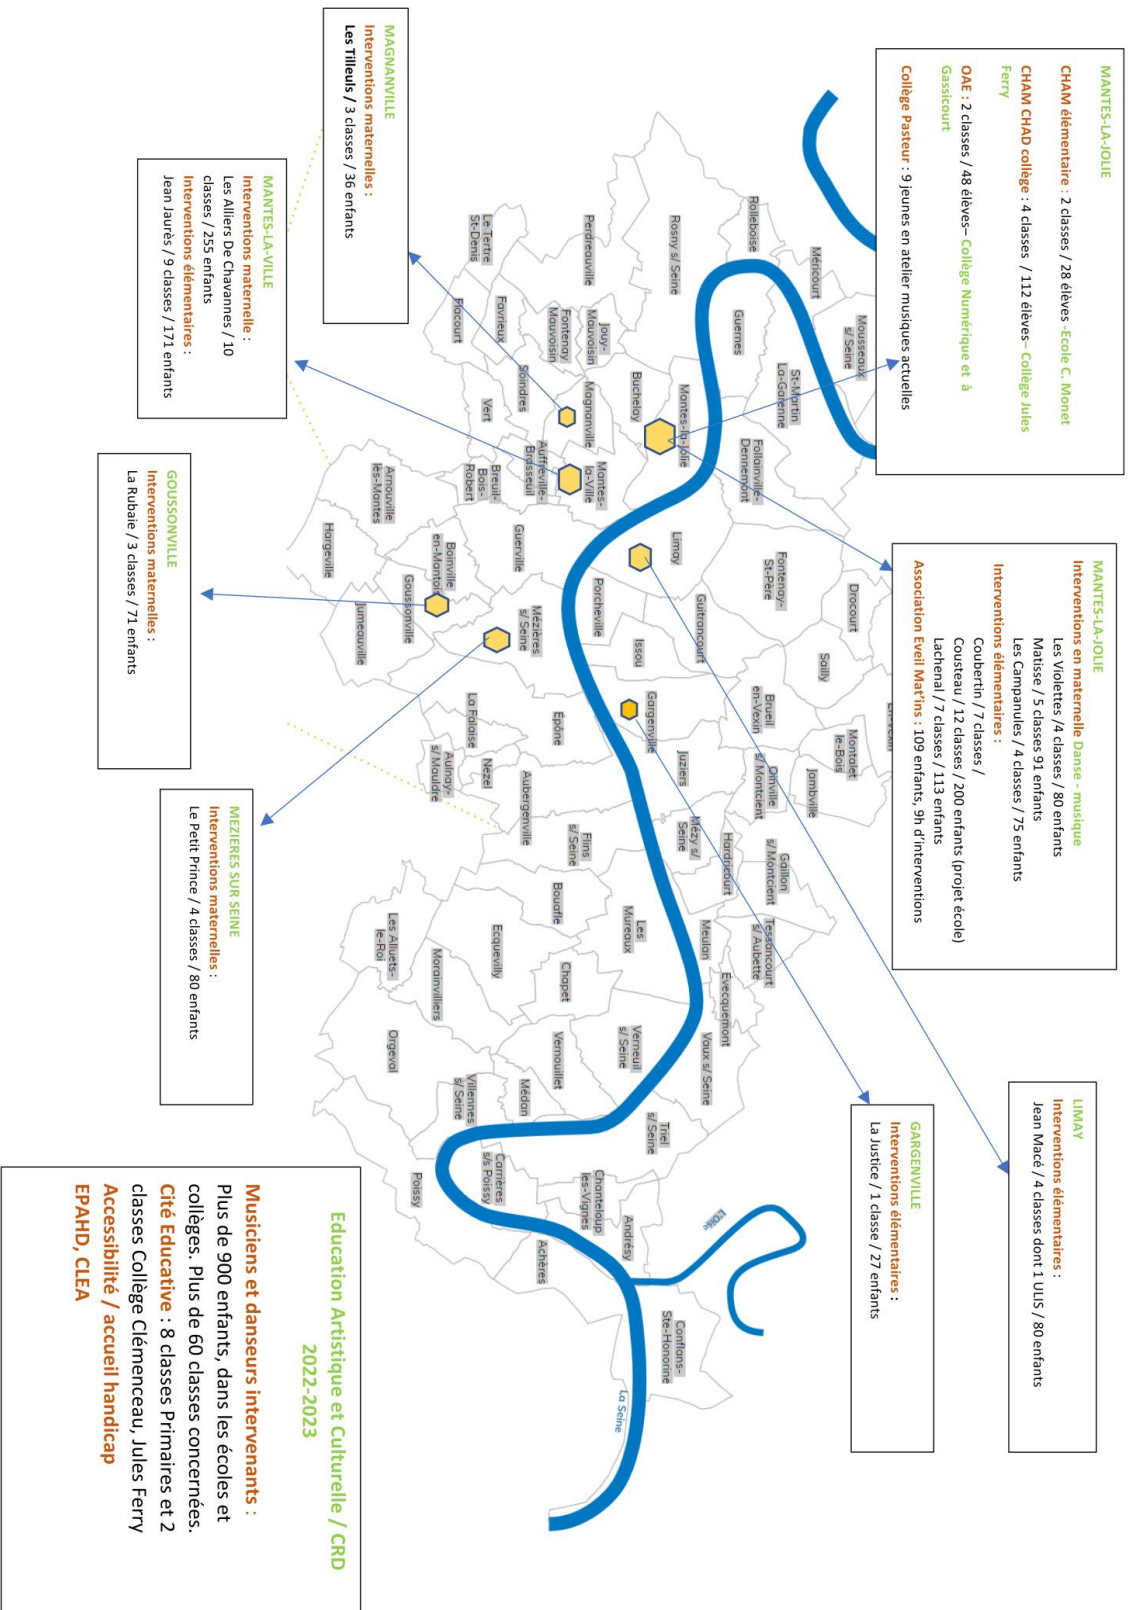 MANTES-LA-JOLIE
CHAM élémentaire : 2 classes / 28 élèves -Ecole C. Monet
CHAM CHAD collège : 4 classes / 112 élèves– Collège Jules
Ferry
OAE : 2 classes / 48 élèves– Collège Numérique et à
Gassicourt
Collège Pasteur : 9 jeunes en atelier musiques actuelles
MANTES-LA-JOLIE
Interventions en maternelle Danse - musique
Les Violettes /4 classes / 80 enfants
Matisse / 5 classes 91 enfants
Les Campanules / 4 classes / 75 enfants
Interventions élémentaires :
Coubertin / 7 classes /
Cousteau / 12 classes / 200 enfants (projet école)
Lachenal / 7 classes / 113 enfants
Association Eveil Mat'ins : 109 enfants, 9h d'interventions
LIMAY
Interventions élémentaires :
Jean Macé / 4 classes dont 1 ULIS / 80 enfants
GARGENVILLE
Interventions élémentaires :
La Justice / 1 classe / 27 enfants
MAGNANVILLE
Interventions maternelles :
Les Tilleuls / 3 classes / 36 enfants
MANTES-LA-VILLE
Interventions maternelle :
Les Alliers De Chavannes / 10
classes / 255 enfants
Interventions élémentaires :
Jean Jaurès / 9 classes / 171 enfants
GOUSSONVILLE
Interventions maternelles :
La Rubaie / 3 classes / 71 enfants
MEZIERES SUR SEINE
Interventions maternelles :
Le Petit Prince / 4 classes / 80 enfants
Education Artistique et Culturelle / CRD
2022-2023
Musiciens et danseurs intervenants :
Plus de 900 enfants, dans les écoles et
collèges. Plus de 60 classes concernées.
Cité Educative : 8 classes Primaires et 2
classes Collège Clémenceau, Jules Ferry
Accessibilité / accueil handicap
EPAHD, CLEA
Méricourt
Mousseaux
s/ Seine
Rolleboise
Guernes
St-Martin
La-Garenne
Follainville-
Dennemont
Rosny s/ Seine
Mantes-la-Jolie
Buchelay
Perdreauville
Jouy-
Mauvoisin
Fontenay
Mauvoisin
Magnanville
Mantes-
la-Ville
Le Tertre
St-Denis
Favrieux
Flacourt
Soindres
Vert
Auffreville-
Brasseuil
Breuil-
Bois-
Robert
Arnouville
lès-Mantes
Hargeville
Guerville
Boinville
en-Mantois
Goussonville
Jumeauville
Mézières
s/ Seine
Limay
Fontenay-
St-Père
Drocourt
Sailly
Guitrancourt
Porcheville
Issou
Gargenville
Brueil
en-Vexin
En-Vexin
Montalet
le-Bois
Jambville
Oinville
s/ Montcient
Juziers
Épône
La Falaise
Nézel
Aulnay-
s/ Mauldre
Aubergenville
Flins
s/ Seine
Mézy s/
Seine
Hardricourt
Gaillon
s/ Montcient
Tessancourt
s/ Aubette
Meulan
Les
Mureaux
Bouafle
Ecquevilly
Chapet
Les Alluets-
le-Roi
Morainvilliers
Orgeval
Évecquemont
Vaux s/ Seine
Verneuil
s/ Seine
Vernouillet
Médan
Villennes
s/ Seine
Triel
s/ Seine
Carrières
s/s Poissy
Poissy
Chanteloup
les-Vignes
Andrésy
Achères
L'Oise
Conflans-
Ste-Honorine
La Seine